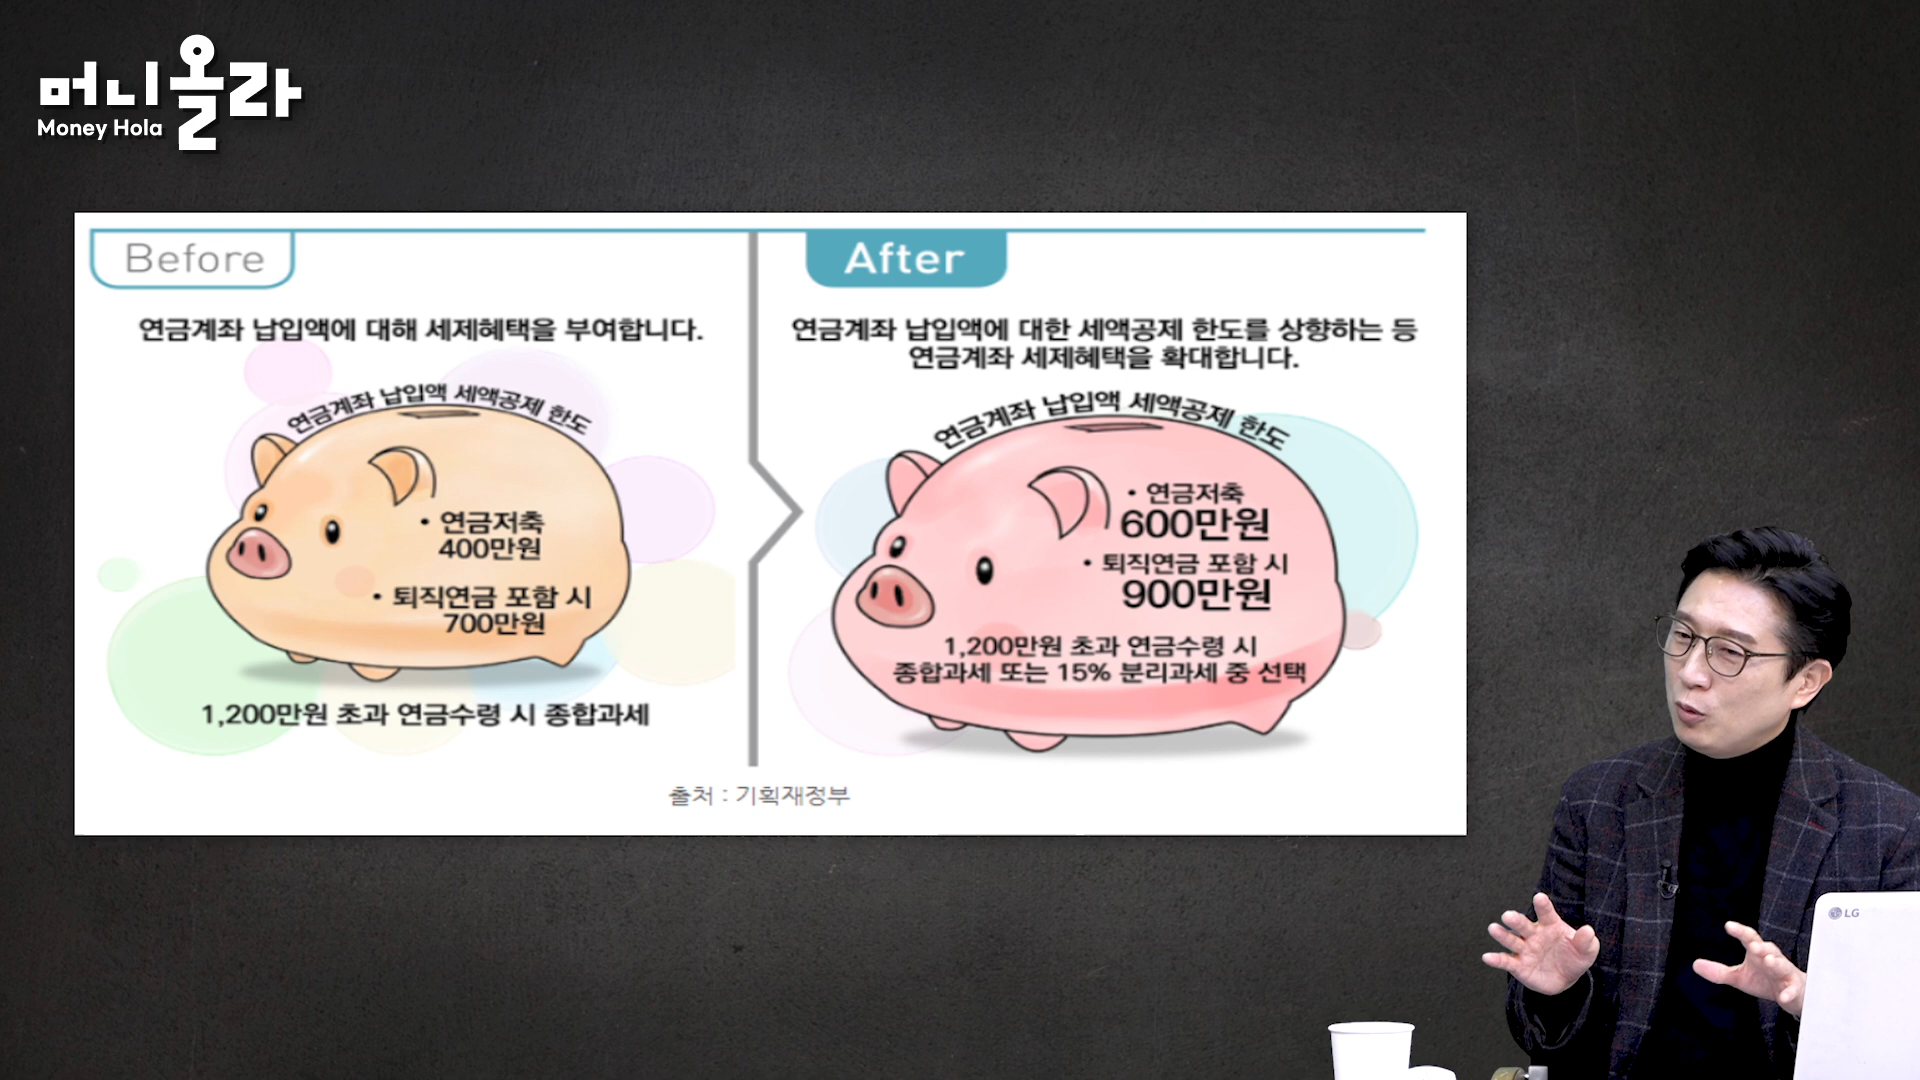 머니올라
Money Hola
Before
연금계좌 납입액에 대해 세제혜택을 부여합니다.
연금계좌 납입액 세액공제 한도
• 연금저축
400만원
• 퇴직연금 포함 시
700만원
1,200만원 초과 연금수령 시 종합과세
After
연금계좌 납입액에 대한 세액공제 한도를 상향하는 등
연금계좌 세제혜택을 확대합니다.
연금계좌 납입액 세액공제 한도
• 연금저축
600만원
• 퇴직연금 포함 시
900만원
1,200만원 초과 연금수령 시
종합과세 또는 15% 분리과세 중 선택
출처 : 기획재정부
LG